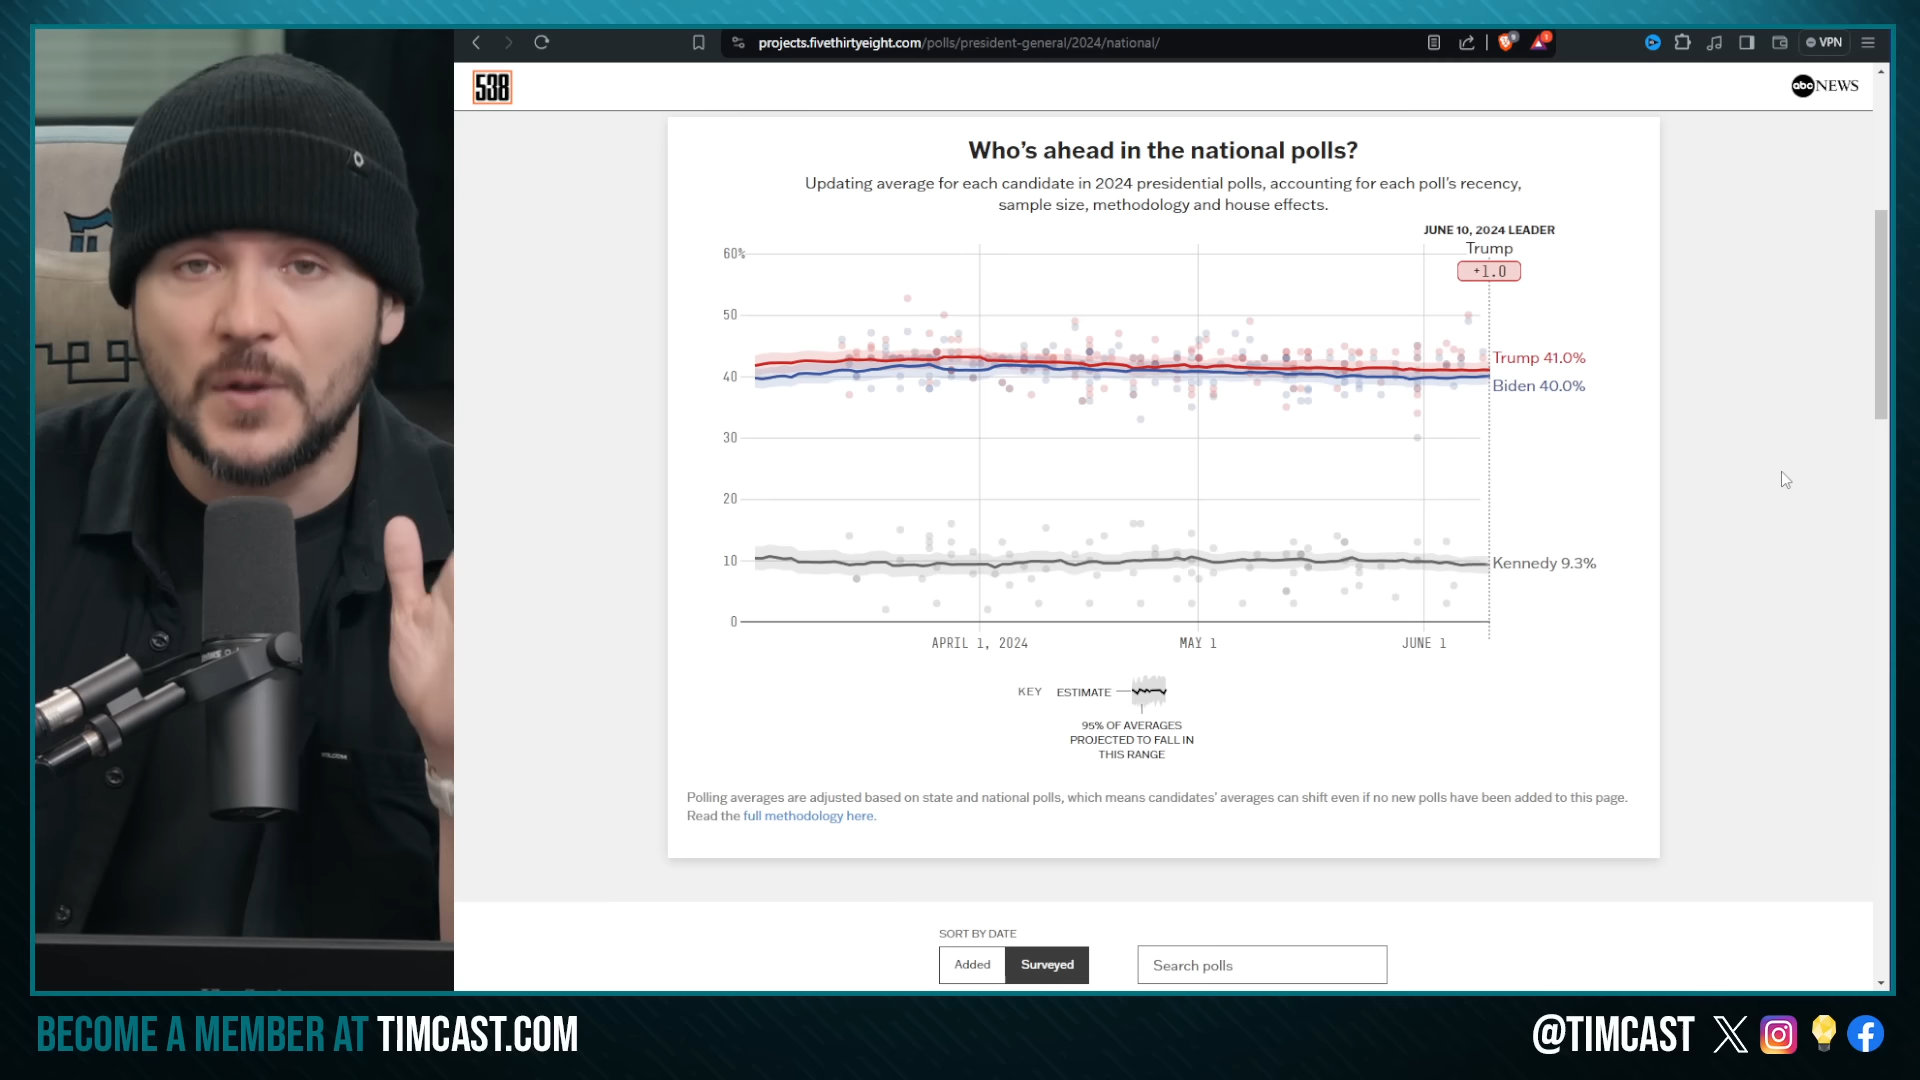 projects.fivethirtyeight.com/polls/president-general/2024/national/
VPN
538
abc NEWS
Who's ahead in the national polls?
Updating average for each candidate in 2024 presidential polls, accounting for each poll's recency,
sample size, methodology and house effects.
JUNE 10, 2024 LEADER
Trump
+1.0
60%
50
40
30
20
10
0
Trump 41.0%
Biden 40.0%
Kennedy 9.3%
APRIL 1, 2024
MAY 1
JUNE 1
KEY
ESTIMATE
95% OF AVERAGES
PROJECTED TO FALL IN
THIS RANGE
Polling averages are adjusted based on state and national polls, which means candidates' averages can shift even if no new polls have been added to this page.
Read the full methodology here.
SORT BY DATE
Added
Surveyed
Search polls
BECOME A MEMBER AT TIMCAST.COM
@TIMCAST